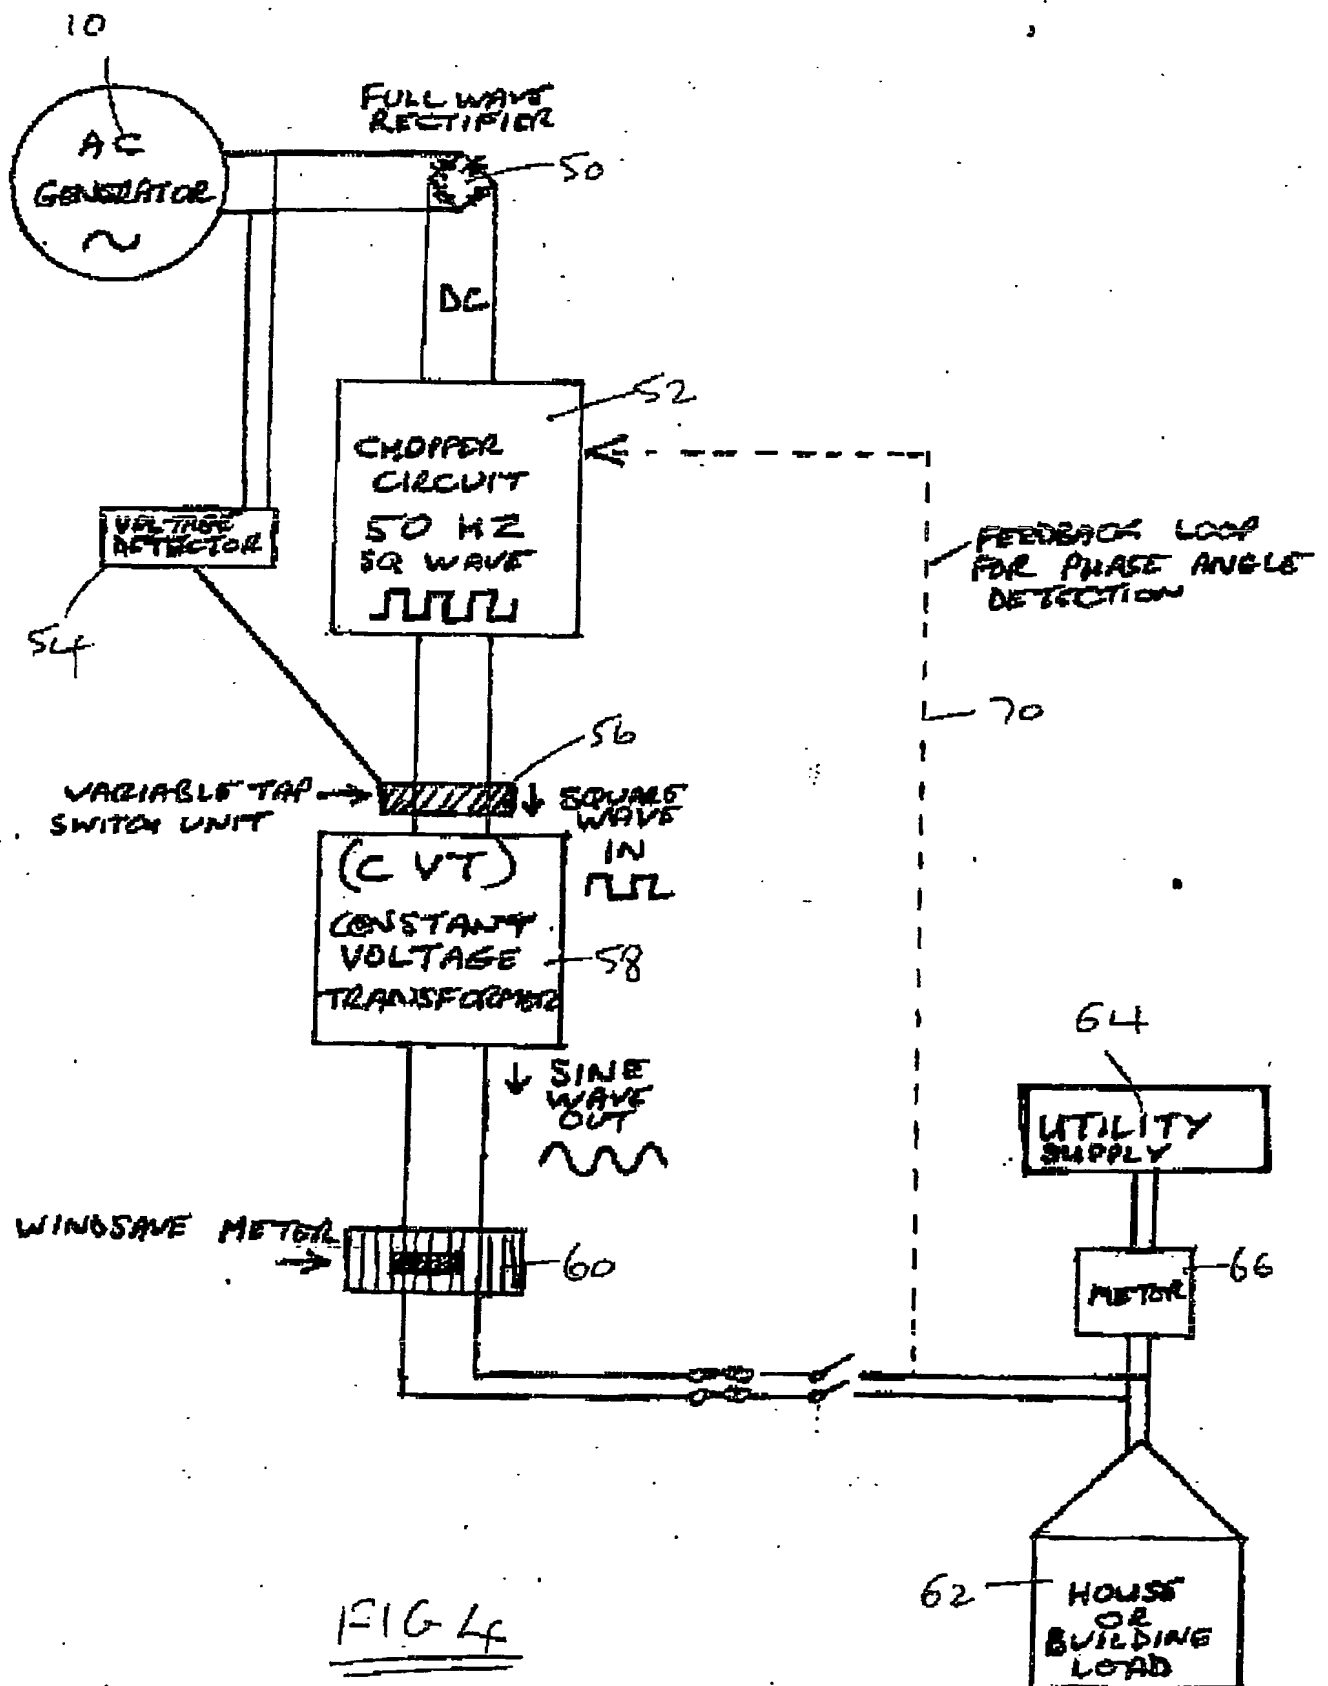 10
AC
GENERATOR
FULL WAVE
RECTIFIER
50
DC
52
CHOPPER
CIRCUIT
50 HZ
SQ WAVE
VOLTAGE
DETECTOR
54
FEEDBACK LOOP
FOR PHASE ANGLE
DETECTION
70
56
VARIABLE TAP
SWITCH UNIT
SQUARE
WAVE
IN
(CVT)
CONSTANT
VOLTAGE
TRANSFORMER
58
SINE
WAVE
OUT
64
UTILITY
SUPPLY
WINDSAVE METER
60
66
METER
62
HOUSE
OR
BUILDING
LOAD
FIG 4